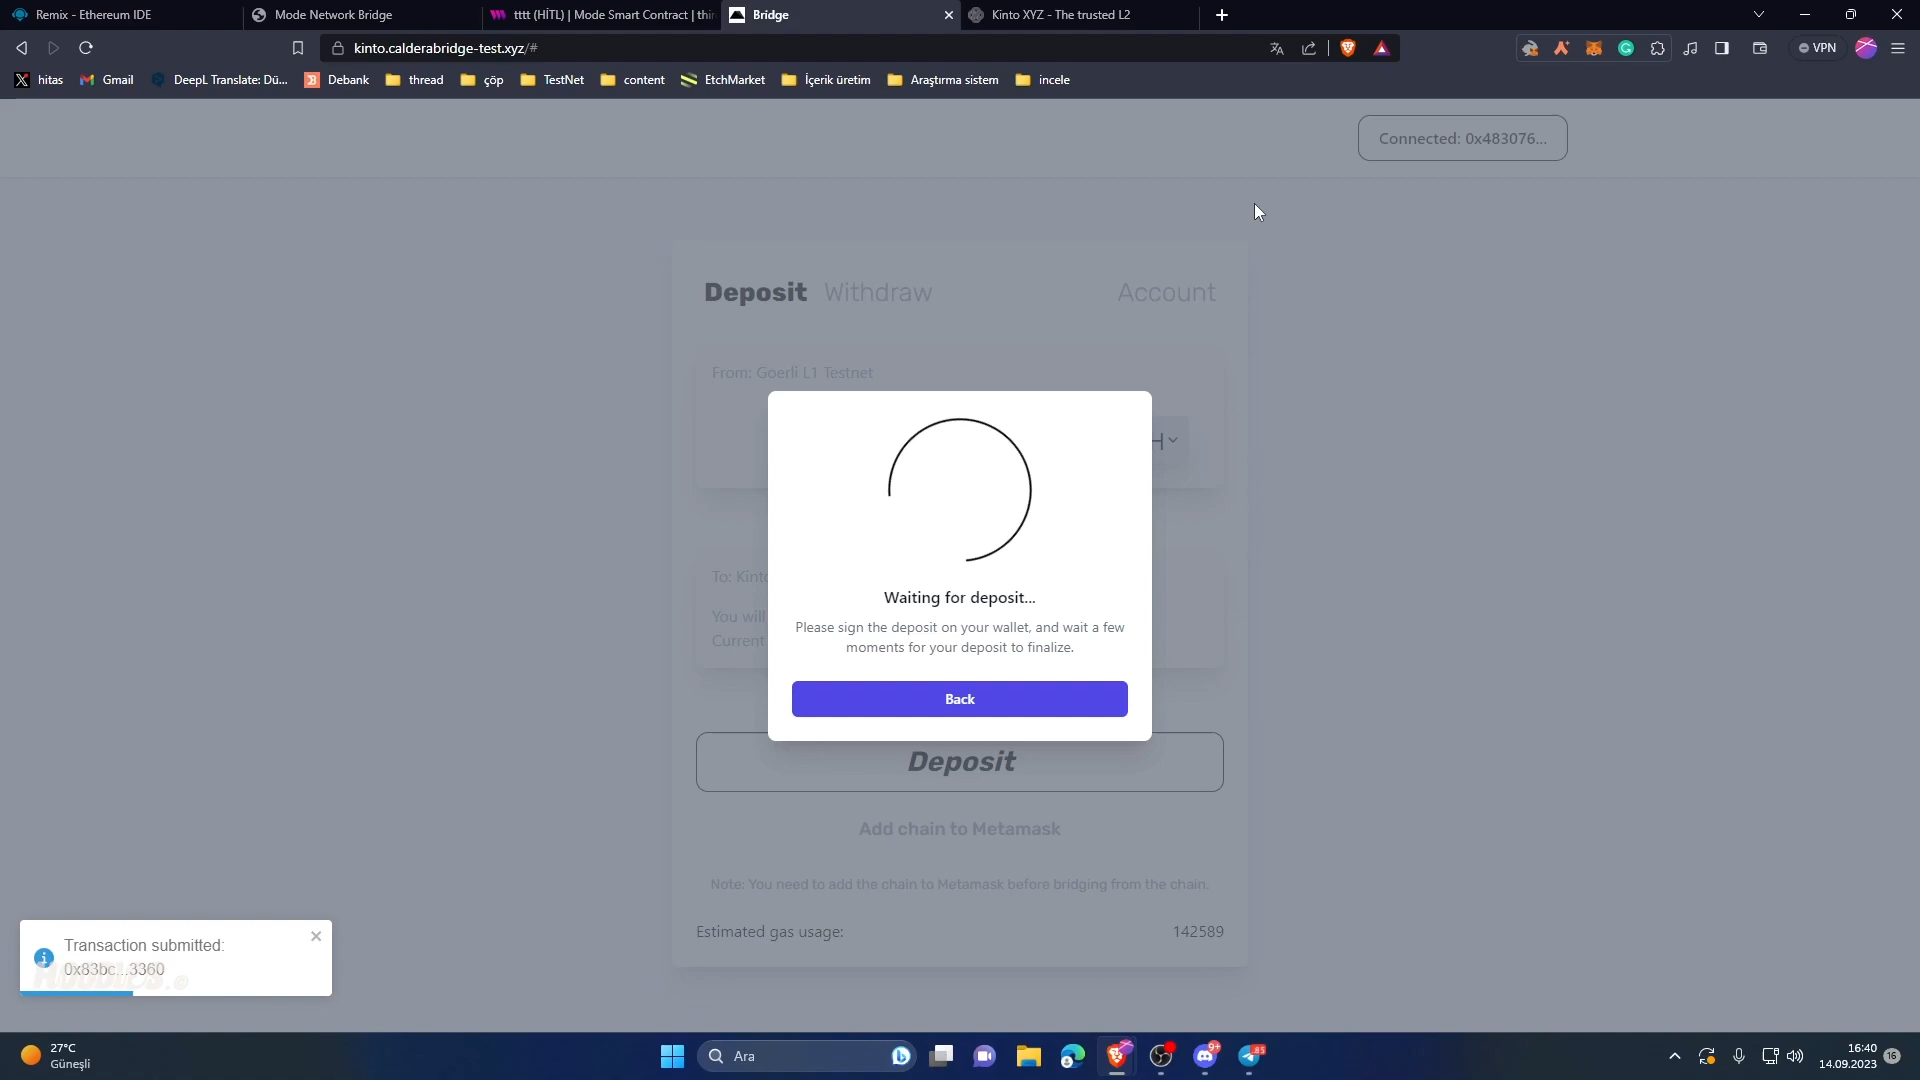 Remix - Ethereum IDE
Mode Network Bridge
tttt (HİTL) | Mode Smart Contract | thir
Bridge
Kinto XYZ - The trusted L2
kinto.calderabridge-test.xyz/#
VPN
hitas
Gmail
DeepL Translate: Dü...
Debank
thread
çöp
TestNet
content
EtchMarket
İçerik üretim
Araştırma sistem
incele
Connected: 0x483076...
Deposit
Withdraw
Account
From: Goerli L1 Testnet
To: Kinto
You will
Current
Waiting for deposit...
Please sign the deposit on your wallet, and wait a few
moments for your deposit to finalize.
Back
Deposit
Add chain to Metamask
Note: You need to add the chain to Metamask before bridging from the chain.
Estimated gas usage:
142589
Transaction submitted:
0x83bc...3360
27°C
Güneşli
Ara
9+
85
16:40
14.09.2023
16